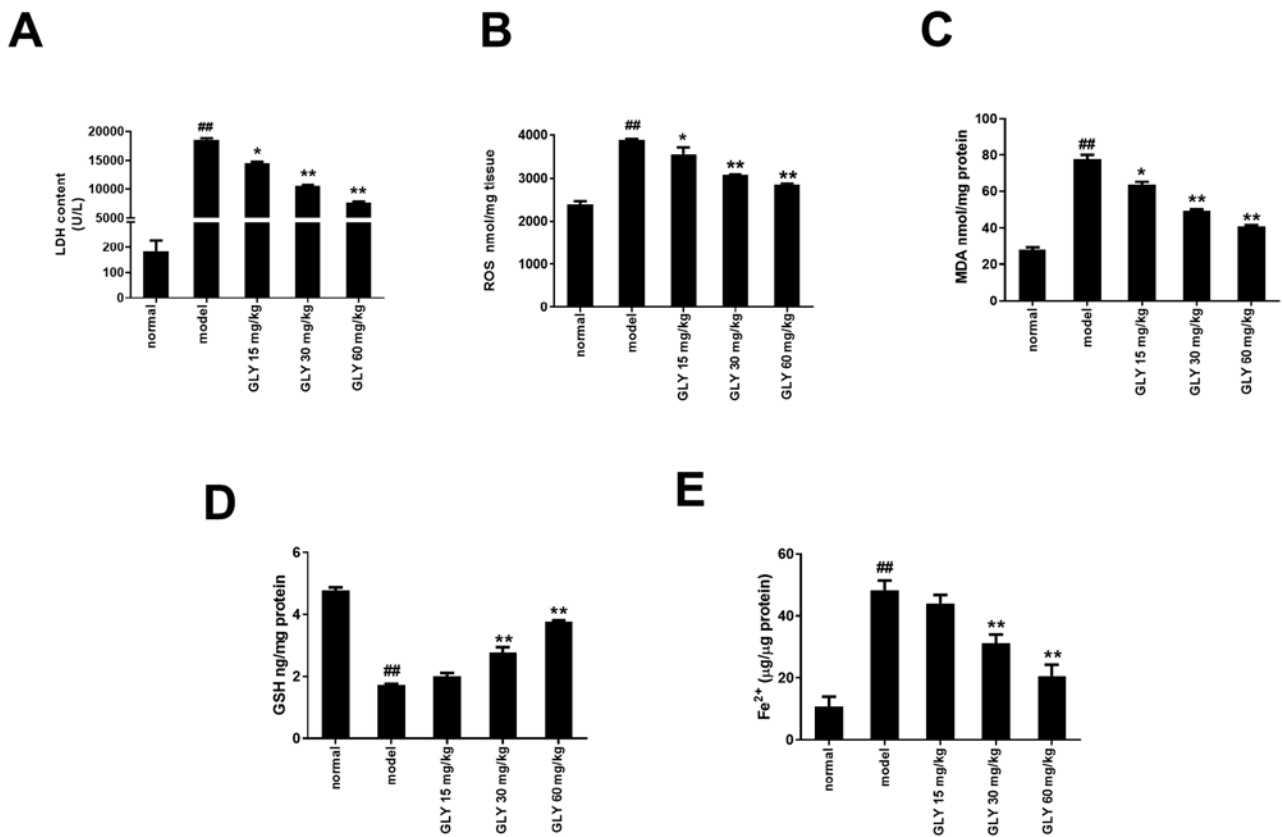 A
LDH content
(U/L)
20000
15000
10000
5000
200
100
0
##
*
**
**
normal
model
GLY 15 mg/kg
GLY 30 mg/kg
GLY 60 mg/kg
B
ROS nmol/mg tissue
4000
3000
2000
1000
0
##
*
**
**
normal
model
GLY 15 mg/kg
GLY 30 mg/kg
GLY 60 mg/kg
C
MDA nmol/mg protein
100
80
60
40
20
0
##
*
**
**
normal
model
GLY 15 mg/kg
GLY 30 mg/kg
GLY 60 mg/kg
D
GSH ng/mg protein
6
4
2
0
##
**
**
normal
model
GLY 15 mg/kg
GLY 30 mg/kg
GLY 60 mg/kg
E
Fe²⁺ (μg/μg protein)
60
40
20
0
##
**
**
normal
model
GLY 15 mg/kg
GLY 30 mg/kg
GLY 60 mg/kg